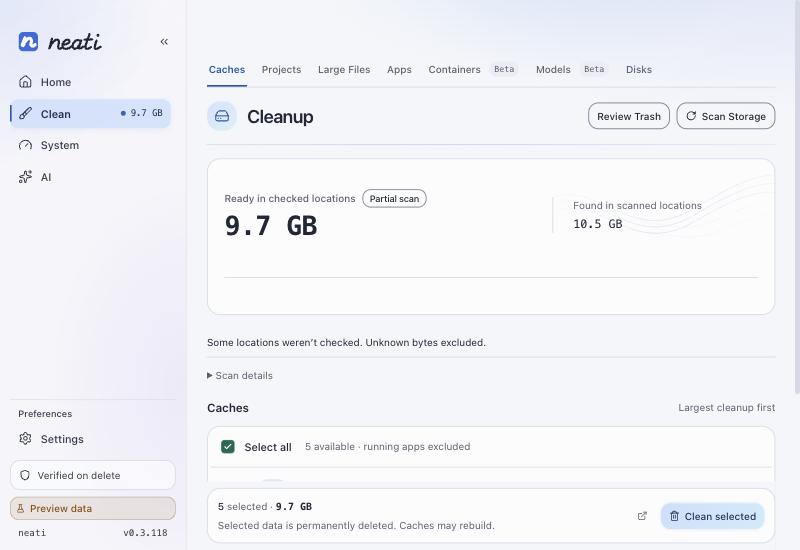 neati
Home
Clean 9.7 GB
System
AI
Preferences
Settings
Verified on delete
Preview data
neati v0.3.118
Caches Projects Large Files Apps Containers Beta Models Beta Disks
Cleanup
Review Trash Scan Storage
Ready in checked locations Partial scan
9.7 GB
Found in scanned locations
10.5 GB
Some locations weren't checked. Unknown bytes excluded.
Scan details
Caches Largest cleanup first
Select all 5 available · running apps excluded
5 selected · 9.7 GB
Selected data is permanently deleted. Caches may rebuild.
Clean selected